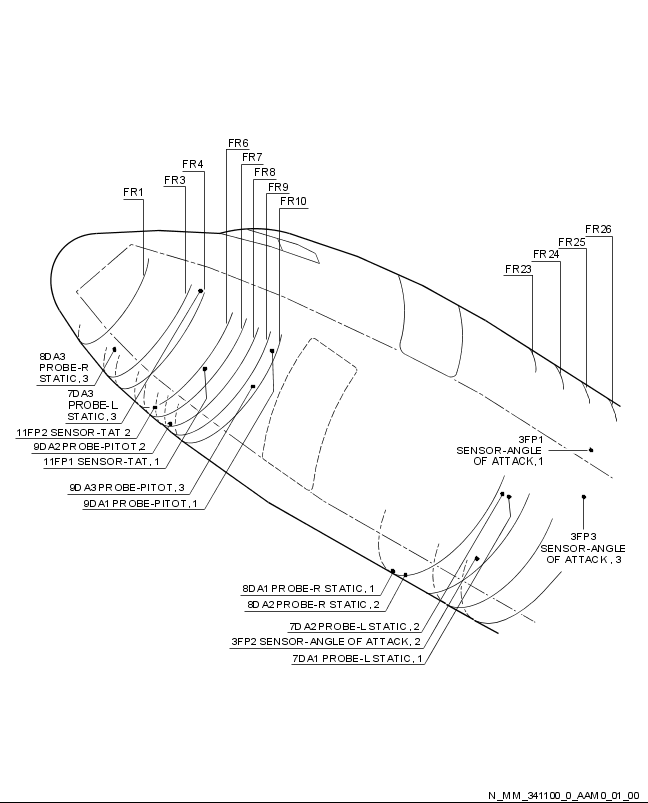 FR6
FR7
FR4
FR8
FR3
FR9
FR1
FR10
FR26
FR25
FR24
FR23
8DA3
PROBE-R
STATIC, 3
7DA3
PROBE-L
STATIC, 3
11FP2 SENSOR-TAT 2
9DA2 PROBE-PITOT, 2
11FP1 SENSOR-TAT, 1
9DA3 PROBE-PITOT, 3
9DA1 PROBE-PITOT, 1
3FP1
SENSOR-ANGLE
OF ATTACK, 1
3FP3
SENSOR-ANGLE
OF ATTACK, 3
8DA1 PROBE-R STATIC, 1
8DA2 PROBE-R STATIC, 2
7DA2 PROBE-L STATIC, 2
3FP2 SENSOR-ANGLE OF ATTACK, 2
7DA1 PROBE-L STATIC, 1
N_MM_341100_0_AAM0_01_00